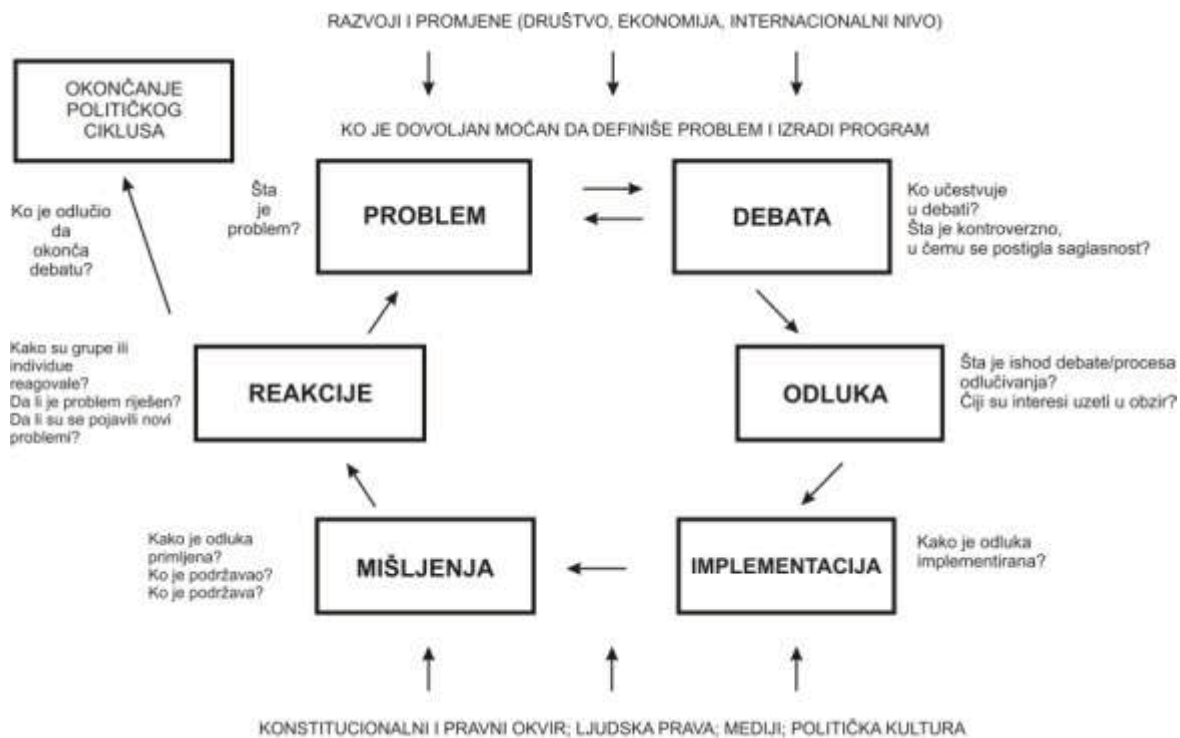 RAZVOJI I PROMJENE (DRUŠTVO, EKONOMIJA, INTERNACIONALNI NIVO)
OKONČANJE
POLITIČKOG
CIKLUSA
KO JE DOVOLJAN MOĆAN DA DEFINIŠE PROBLEM I IZRADI PROGRAM
Ko je odlučio
da
okonča
debatu?
Šta
je
problem?
PROBLEM
DEBATA
Ko učestvuje
u debati?
Šta je kontroverzno,
u čemu se postigla saglasnost?
Kako su grupe ili
individue
reagovale?
Da li je problem riješen?
Da li su se pojavili novi
problemi?
REAKCIJE
ODLUKA
Šta je ishod debate/procesa
odlučivanja?
Čiji su interesi uzeti u obzir?
Kako je odluka
primljena?
Ko je podržavao?
Ko je podržava?
MIŠLJENJA
IMPLEMENTACIJA
Kako je odluka
implementirana?
KONSTITUCIONALNI I PRAVNI OKVIR; LJUDSKA PRAVA; MEDIJI; POLITIČKA KULTURA